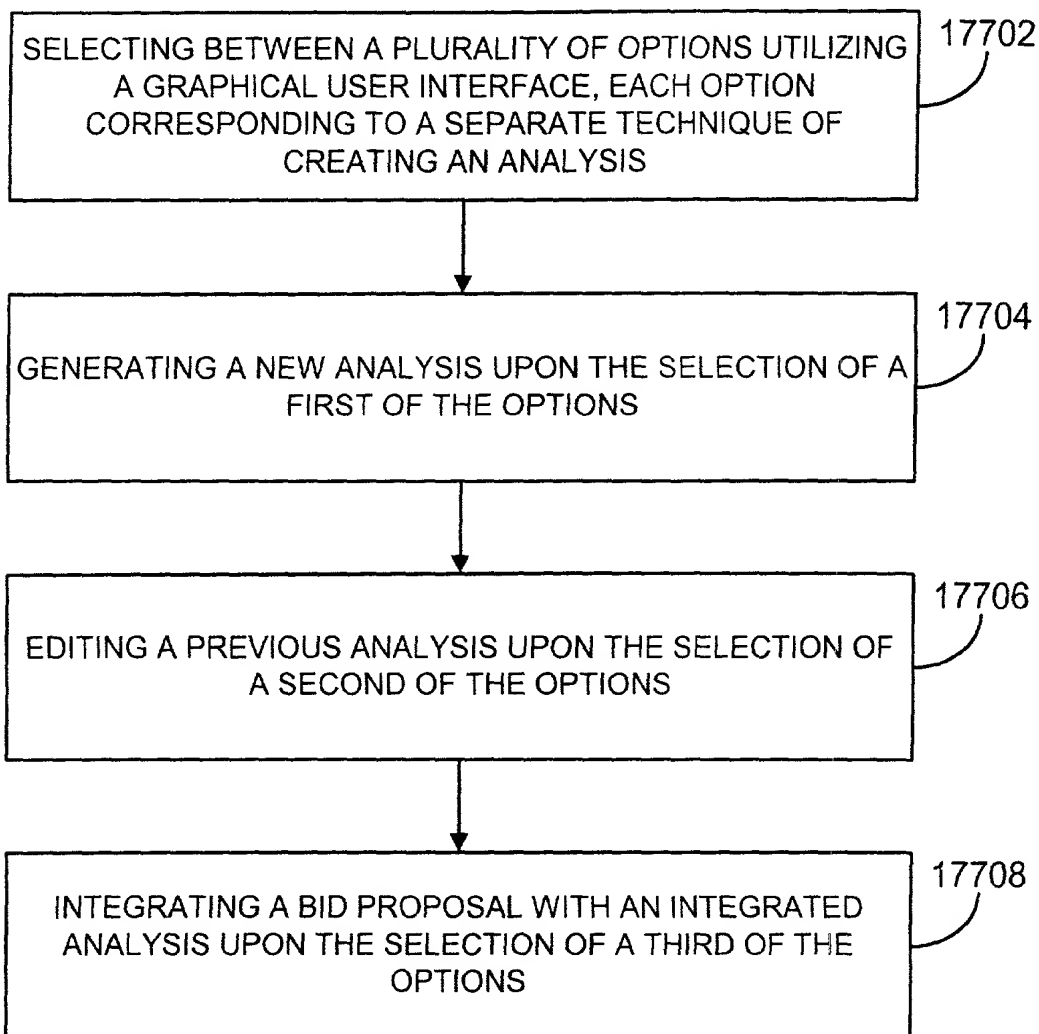 SELECTING BETWEEN A PLURALITY OF OPTIONS UTILIZING
A GRAPHICAL USER INTERFACE, EACH OPTION
CORRESPONDING TO A SEPARATE TECHNIQUE OF
CREATING AN ANALYSIS
17702
GENERATING A NEW ANALYSIS UPON THE SELECTION OF A
FIRST OF THE OPTIONS
17704
EDITING A PREVIOUS ANALYSIS UPON THE SELECTION OF
A SECOND OF THE OPTIONS
17706
INTEGRATING A BID PROPOSAL WITH AN INTEGRATED
ANALYSIS UPON THE SELECTION OF A THIRD OF THE
OPTIONS
17708